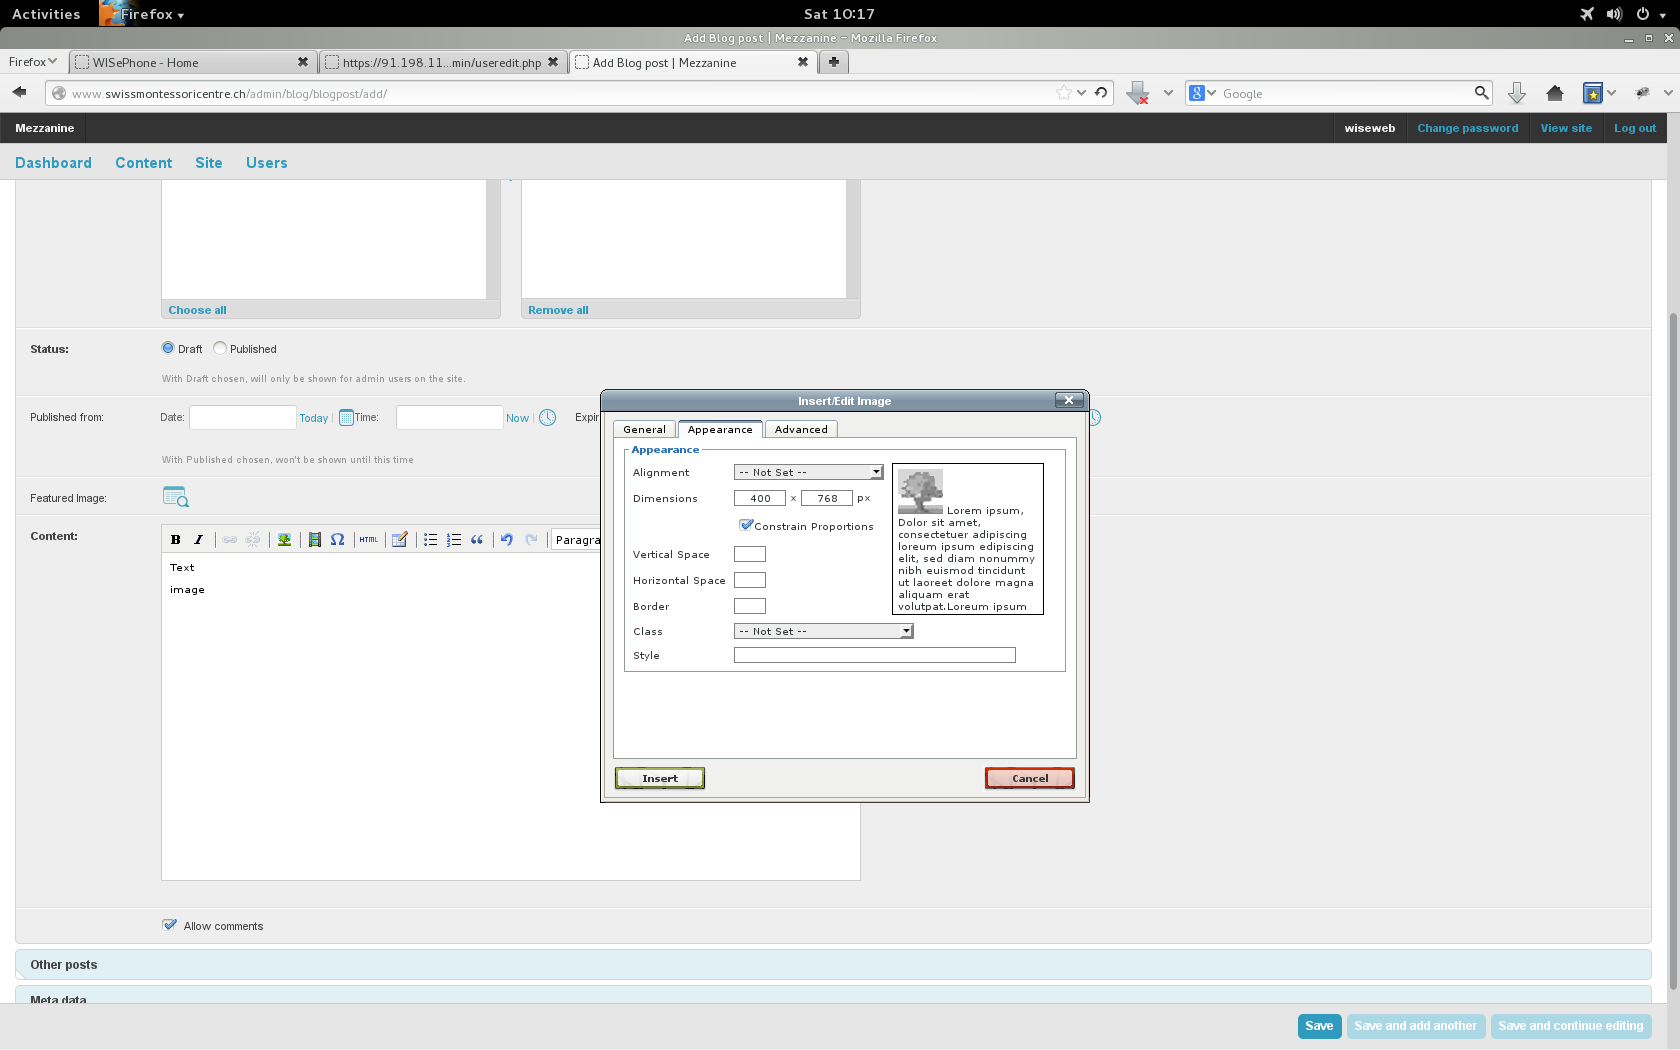 Activities Firefox Sat 10:17
Add Blog post | Mezzanine - Mozilla Firefox
Firefox WISePhone - Home https://91.198.11...min/useredit.php Add Blog post | Mezzanine
www.swissmontessoricentre.ch/admin/blog/blogpost/add/ Google
Mezzanine wiseweb Change password View site Log out
Dashboard Content Site Users
Choose all Remove all
Status: Draft Published
With Draft chosen, will only be shown for admin users on the site.
Published from: Date: Today Time: Now Expir
With Published chosen, won't be shown until this time
Featured Image:
Content:
B I HTML Paragra
Text
image
Insert/Edit Image
General Appearance Advanced
Appearance
Alignment -- Not Set --
Dimensions 400 x 768 px
Constrain Proportions
Vertical Space
Horizontal Space
Border
Class -- Not Set --
Style
Lorem ipsum,
Dolor sit amet,
consectetuer adipiscing
loreum ipsum edipiscing
elit, sed diam nonummy
nibh euismod tincidunt
ut laoreet dolore magna
aliquam erat
volutpat.Loreum ipsum
Insert Cancel
Allow comments
Other posts
Meta data
Save Save and add another Save and continue editing